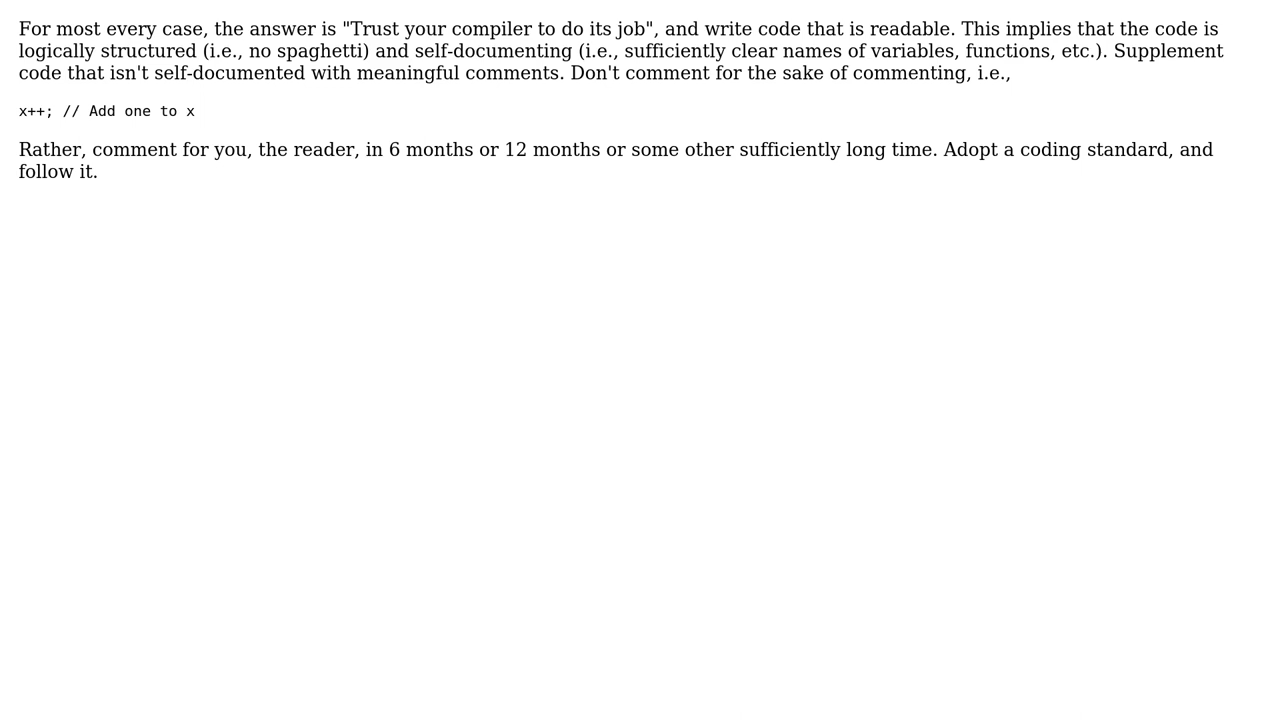 For most every case, the answer is "Trust your compiler to do its job", and write code that is readable. This implies that the code is
logically structured (i.e., no spaghetti) and self-documenting (i.e., sufficiently clear names of variables, functions, etc.). Supplement
code that isn't self-documented with meaningful comments. Don't comment for the sake of commenting, i.e.,
x++; // Add one to x
Rather, comment for you, the reader, in 6 months or 12 months or some other sufficiently long time. Adopt a coding standard, and
follow it.